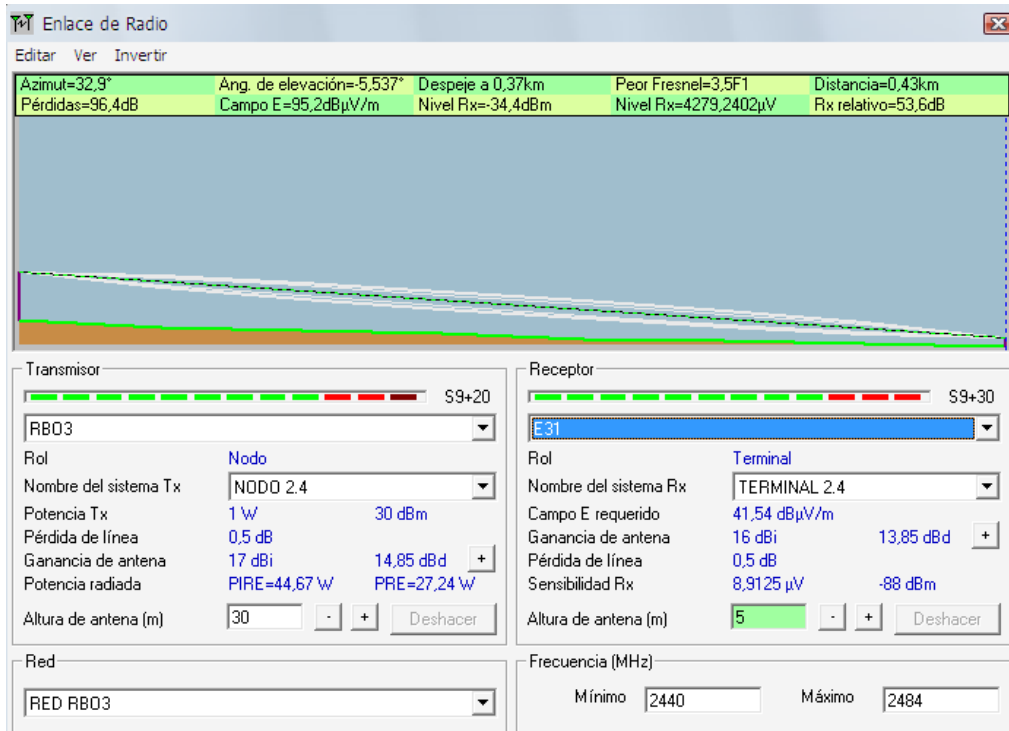 Enlace de Radio
Editar Ver Invertir
Azimut=32,9° Ang. de elevación=-5,537° Despeje a 0,37km Peor Fresnel=3,5F1 Distancia=0,43km
Pérdidas=96,4dB Campo E=95,2dBµV/m Nivel Rx=-34,4dBm Nivel Rx=4279,2402µV Rx relativo=53,6dB
Transmisor
S9+20
RBO3
Rol Nodo
Nombre del sistema Tx NODO 2.4
Potencia Tx 1 W 30 dBm
Pérdida de línea 0,5 dB
Ganancia de antena 17 dBi 14,85 dBd +
Potencia radiada PIRE=44,67 W PRE=27,24 W
Altura de antena (m) 30 - + Deshacer
Red
RED RBO3
Receptor
S9+30
E31
Rol Terminal
Nombre del sistema Rx TERMINAL 2.4
Campo E requerido 41,54 dBµV/m
Ganancia de antena 16 dBi 13,85 dBd +
Pérdida de línea 0,5 dB
Sensibilidad Rx 8,9125 µV -88 dBm
Altura de antena (m) 5 - + Deshacer
Frecuencia (MHz)
Mínimo 2440 Máximo 2484